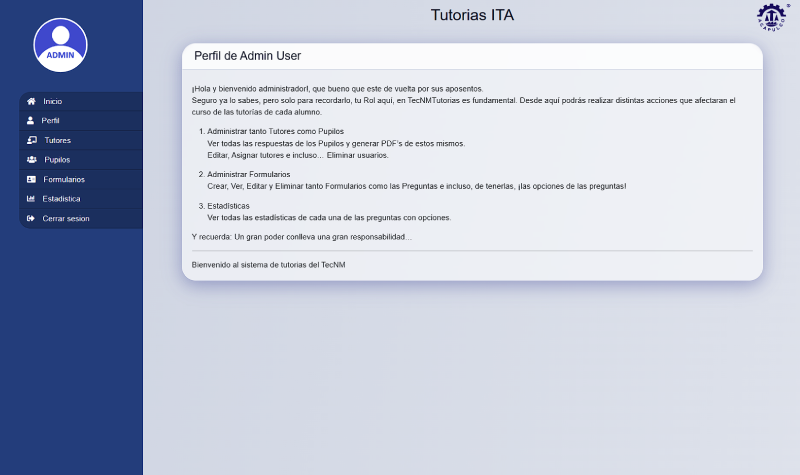 Tutorias ITA
ADMIN
Inicio
Perfil
Tutores
Pupilos
Formularios
Estadistica
Cerrar sesion
Perfil de Admin User
¡Hola y bienvenido administradorl, que bueno que este de vuelta por sus aposentos.
Seguro ya lo sabes, pero solo para recordarlo, tu Rol aquí, en TecNMTutorias es fundamental. Desde aquí podrás realizar distintas acciones que afectaran el
curso de las tutorías de cada alumno.
1. Administrar tanto Tutores como Pupilos
Ver todas las respuestas de los Pupilos y generar PDF's de estos mismos.
Editar, Asignar tutores e incluso... Eliminar usuarios.
2. Administrar Formularios
Crear, Ver, Editar y Eliminar tanto Formularios como las Preguntas e incluso, de tenerlas, ¡las opciones de las preguntas!
3. Estadísticas
Ver todas las estadísticas de cada una de las preguntas con opciones.
Y recuerda: Un gran poder conlleva una gran responsabilidad...
Bienvenido al sistema de tutorias del TecNM